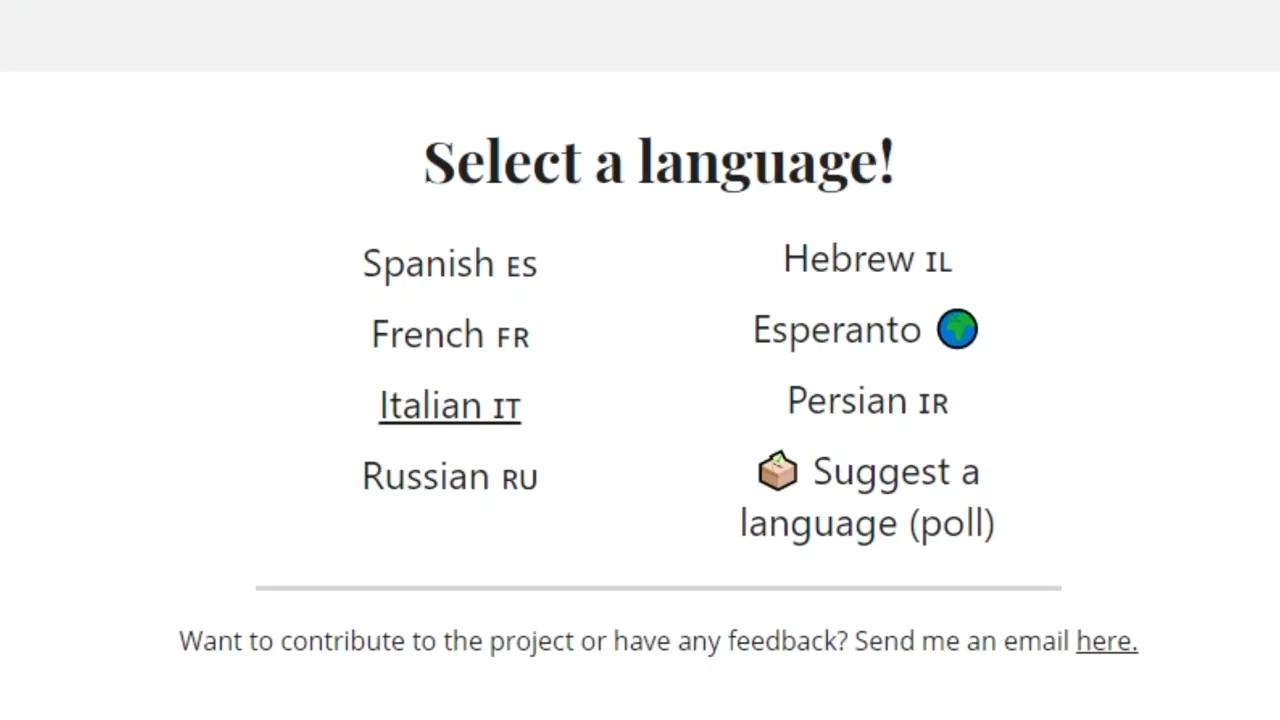 Select a language!
Spanish ES
French FR
Italian IT
Russian RU
Hebrew IL
Esperanto 🌍
Persian IR
🗳️ Suggest a
language (poll)
Want to contribute to the project or have any feedback? Send me an email here.